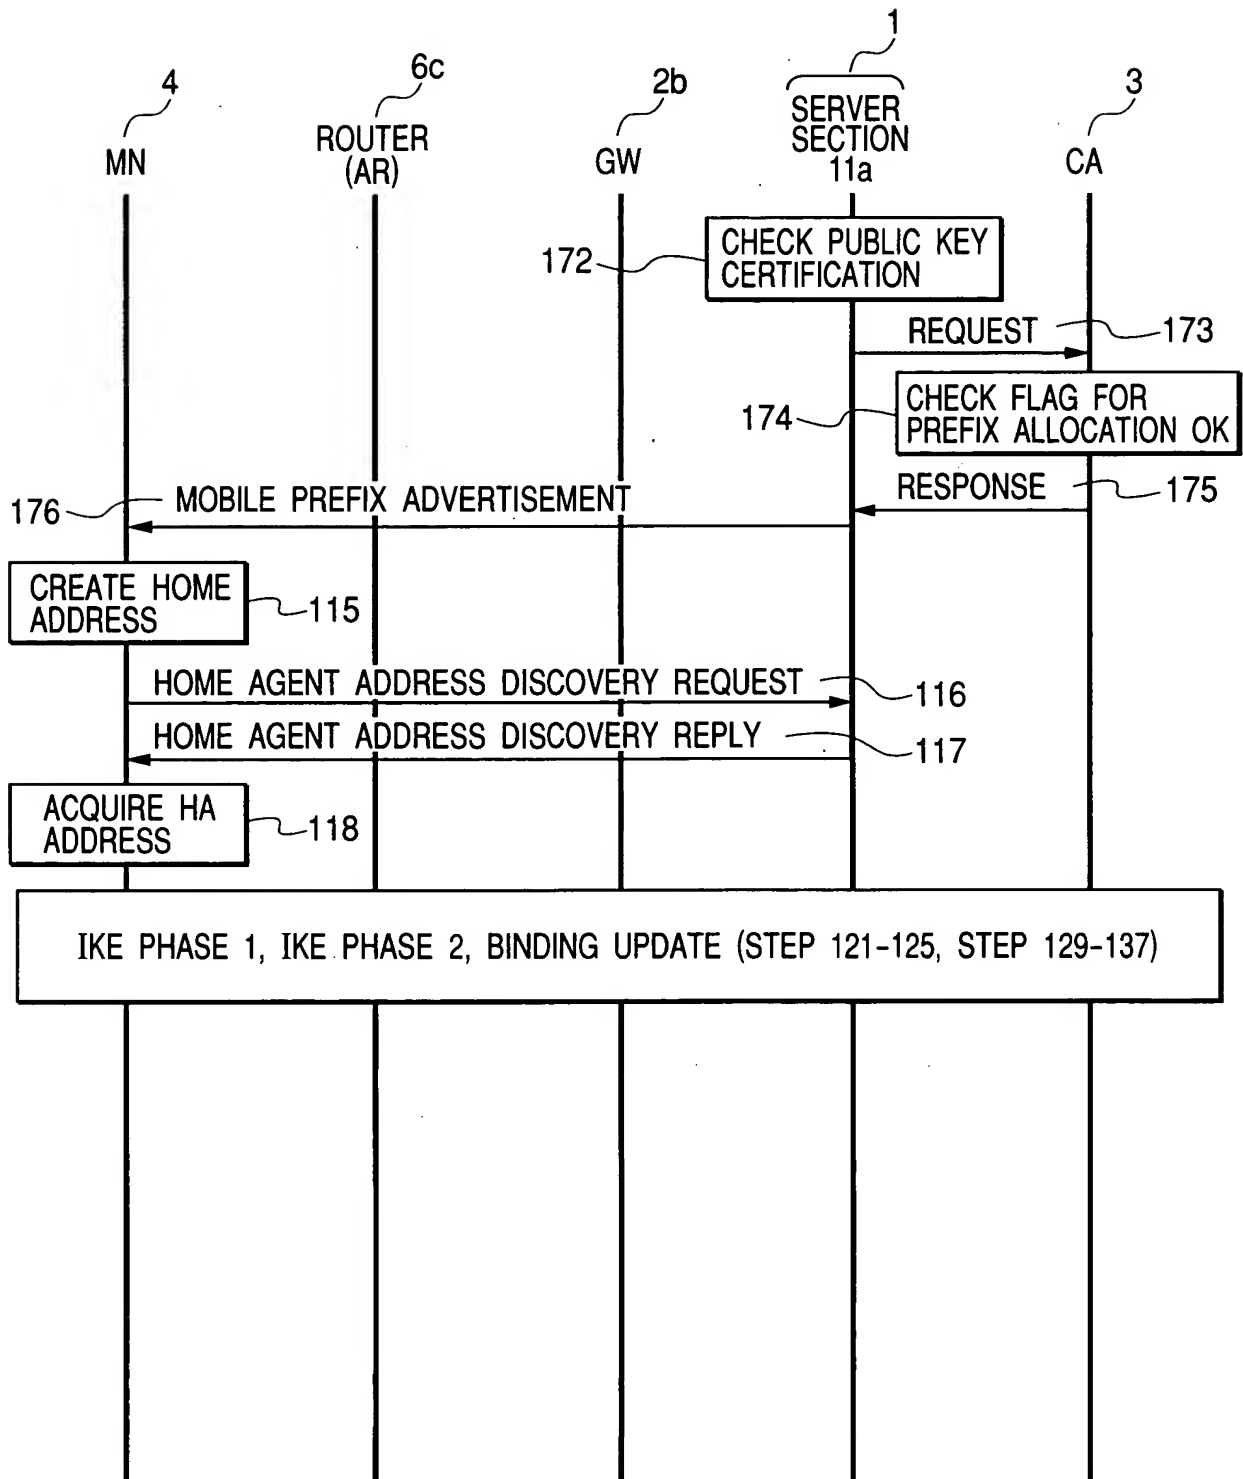 1
6c
4
2b
3
SERVER
SECTION
11a
ROUTER
(AR)
MN
GW
CA
172
CHECK PUBLIC KEY
CERTIFICATION
REQUEST
173
174
CHECK FLAG FOR
PREFIX ALLOCATION OK
RESPONSE
175
176
MOBILE PREFIX ADVERTISEMENT
CREATE HOME
ADDRESS
115
HOME AGENT ADDRESS DISCOVERY REQUEST
116
HOME AGENT ADDRESS DISCOVERY REPLY
117
ACQUIRE HA
ADDRESS
118
IKE PHASE 1, IKE PHASE 2, BINDING UPDATE (STEP 121-125, STEP 129-137)